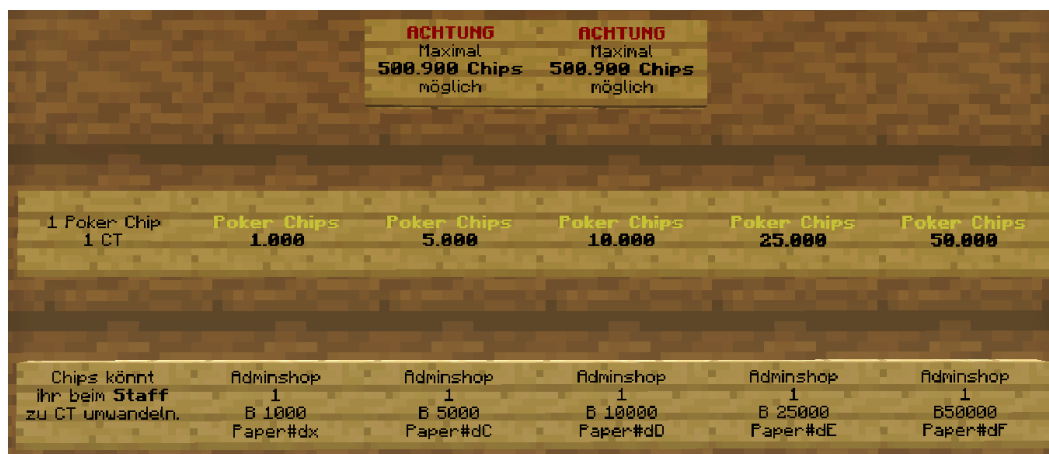 ACHTUNG
Maximal
500.900 Chips
möglich
ACHTUNG
Maximal
500.900 Chips
möglich
1 Poker Chip
1 CT
Poker Chips
1.000
Poker Chips
5.000
Poker Chips
10.000
Poker Chips
25.000
Poker Chips
50.000
Chips könnt
ihr beim Staff
zu CT umwandeln.
Adminshop
1
B 1000
Paper#dx
Adminshop
1
B 5000
Paper#dC
Adminshop
1
B 10000
Paper#dD
Adminshop
1
B 25000
Paper#dE
Adminshop
1
B50000
Paper#dF